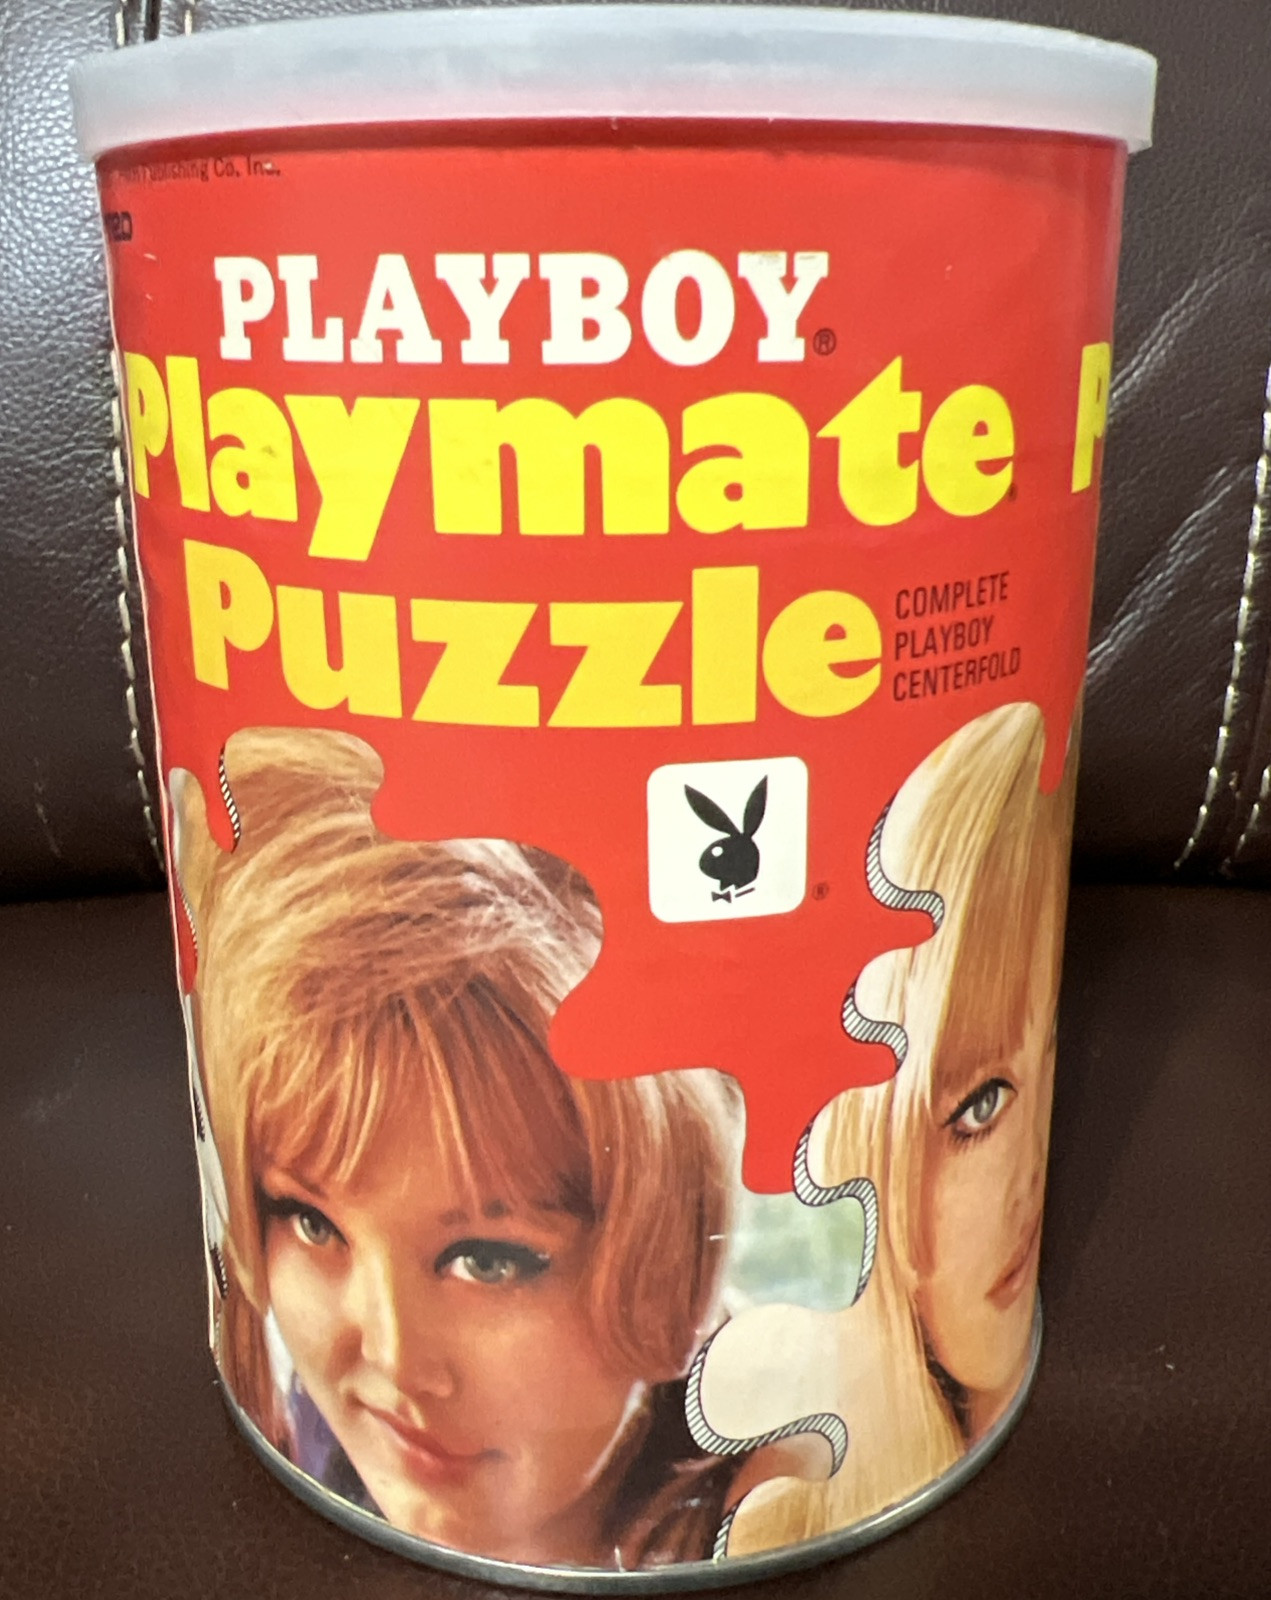 Publishing Co. Inc.
PLAYBOY®
Playmate®
Puzzle
COMPLETE
PLAYBOY
CENTERFOLD
®
P